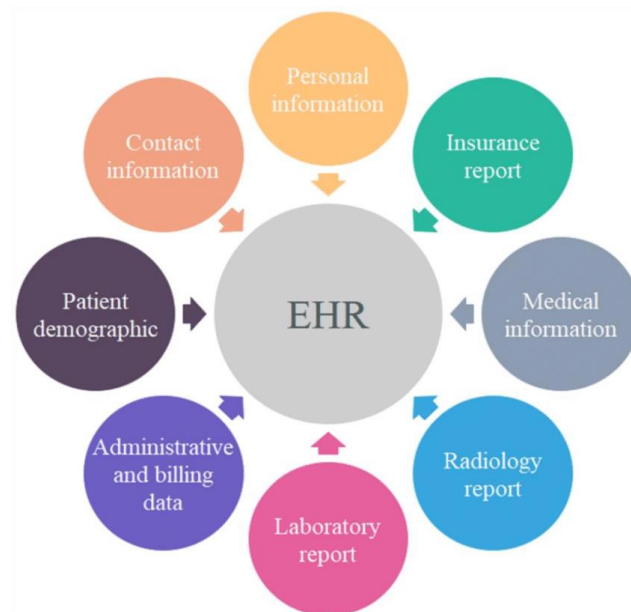 Personal
information
Contact
information
Insurance
report
Patient
demographic
EHR
Medical
information
Administrative
and billing
data
Radiology
report
Laboratory
report